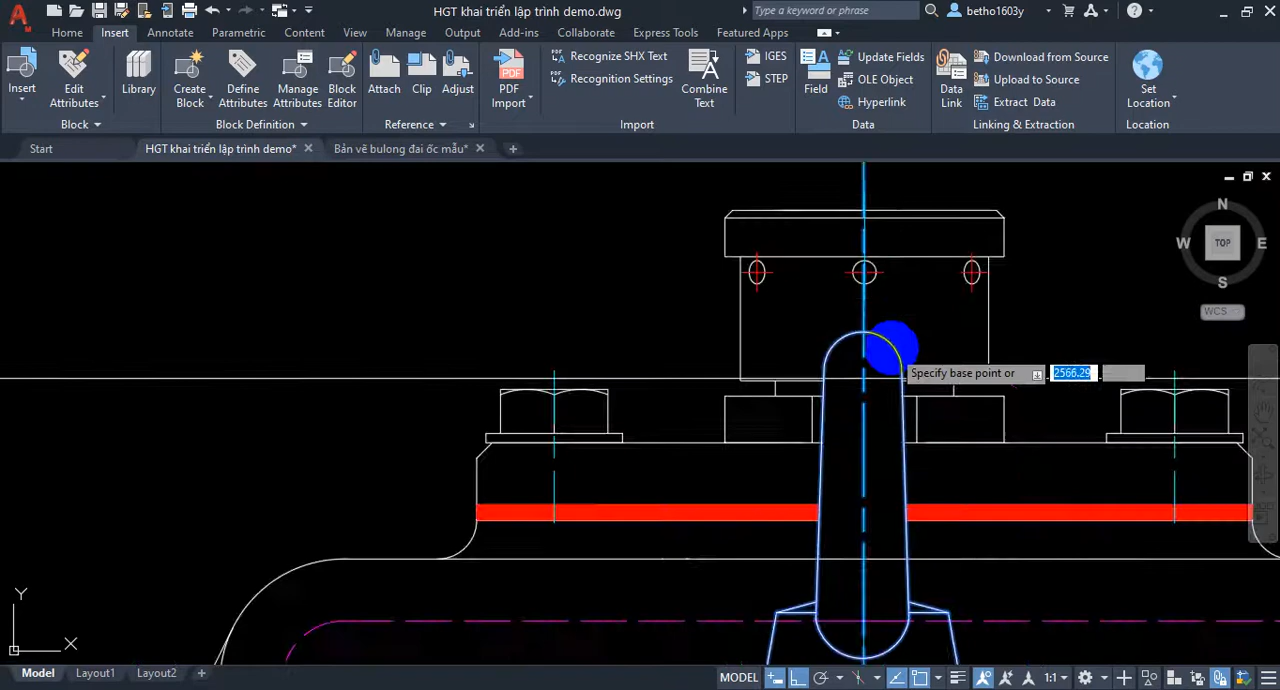 HGT khai triển lập trình demo.dwg
Type a keyword or phrase
betho1603y
Home Insert Annotate Parametric Content View Manage Output Add-ins Collaborate Express Tools Featured Apps
Insert
Edit Attributes
Library
Create Block
Define Attributes
Manage Attributes
Block Editor
Attach
Clip
Adjust
PDF
PDF Import
Recognize SHX Text
Recognition Settings
Combine Text
IGES
STEP
Field
Update Fields
OLE Object
Hyperlink
Data Link
Download from Source
Upload to Source
Extract Data
Set Location
Block Block Definition Reference Import Data Linking & Extraction Location
Start HGT khai triển lập trình demo* Bản vẽ bulong đai ốc mẫu*
N
W TOP E
S
WCS
Specify base point or 2566.29
Y
X
Model Layout1 Layout2 MODEL 1:1